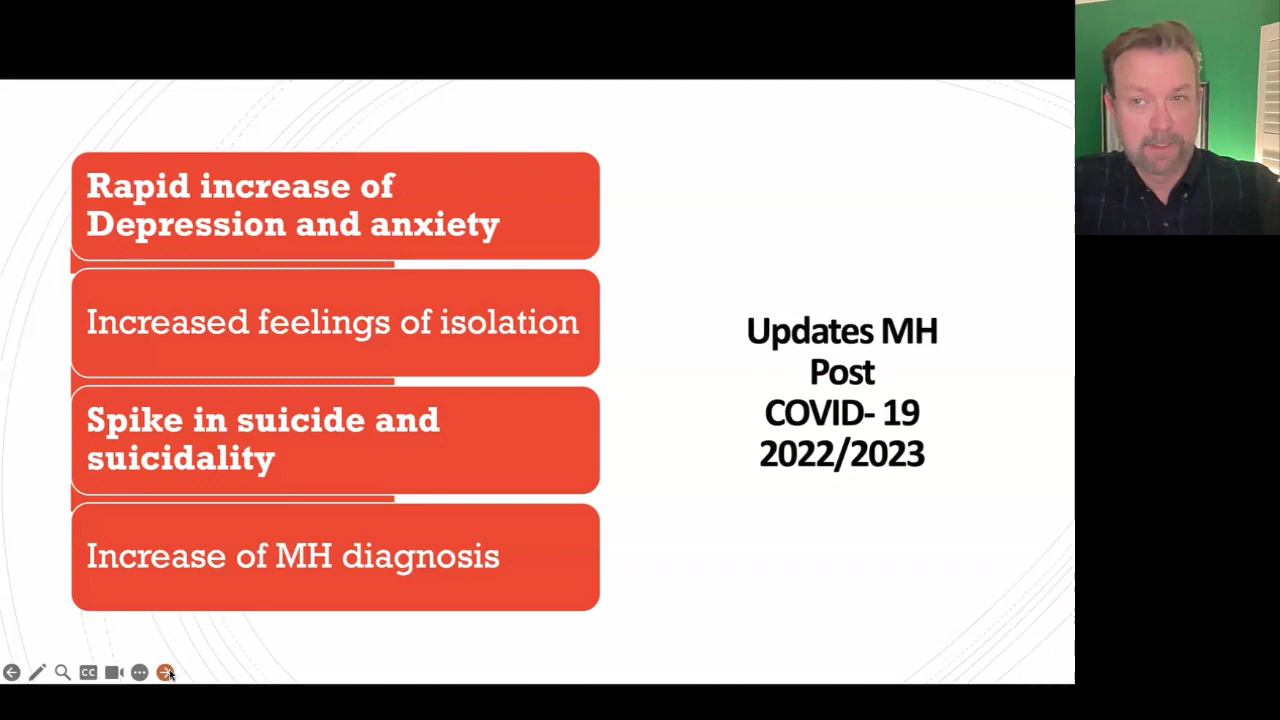 Rapid increase of
Depression and anxiety
Increased feelings of isolation
Spike in suicide and
suicidality
Increase of MH diagnosis
Updates MH
Post
COVID- 19
2022/2023
CC